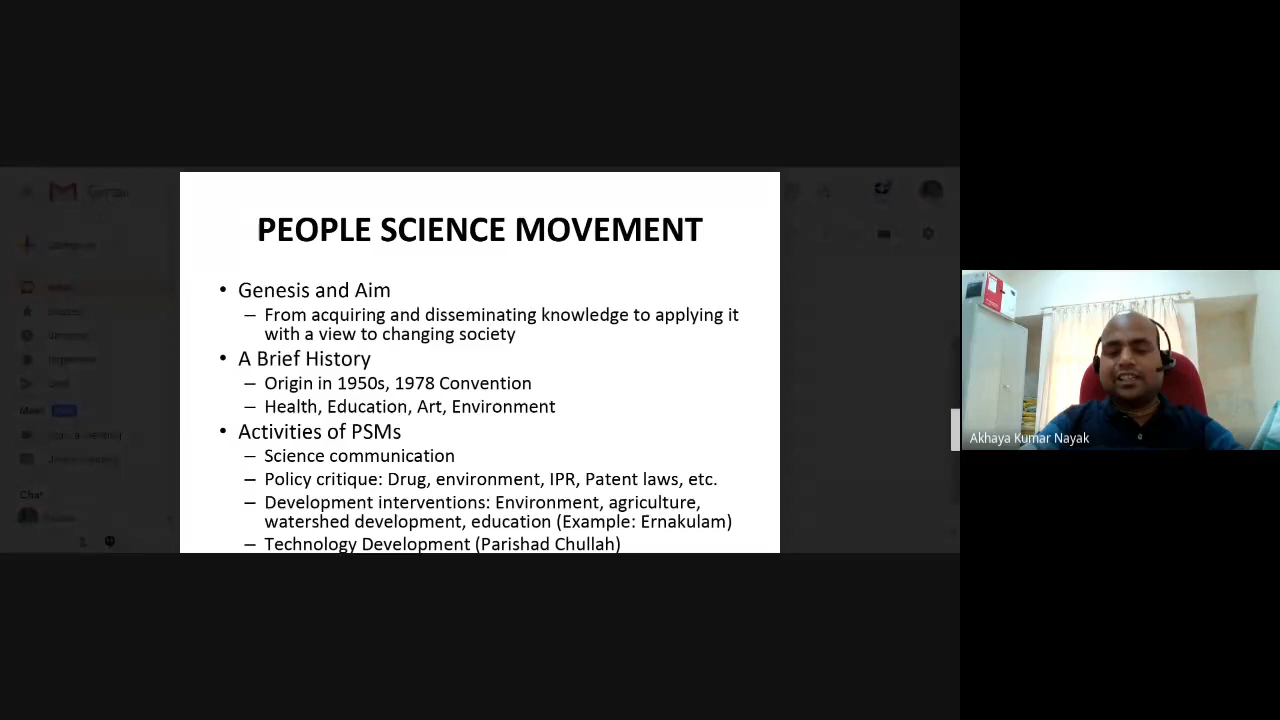 Gmail
PEOPLE SCIENCE MOVEMENT
• Genesis and Aim
– From acquiring and disseminating knowledge to applying it
with a view to changing society
• A Brief History
– Origin in 1950s, 1978 Convention
– Health, Education, Art, Environment
• Activities of PSMs
– Science communication
– Policy critique: Drug, environment, IPR, Patent laws, etc.
– Development interventions: Environment, agriculture,
watershed development, education (Example: Ernakulam)
– Technology Development (Parishad Chullah)
Meet
Chat
Akhaya Kumar Nayak